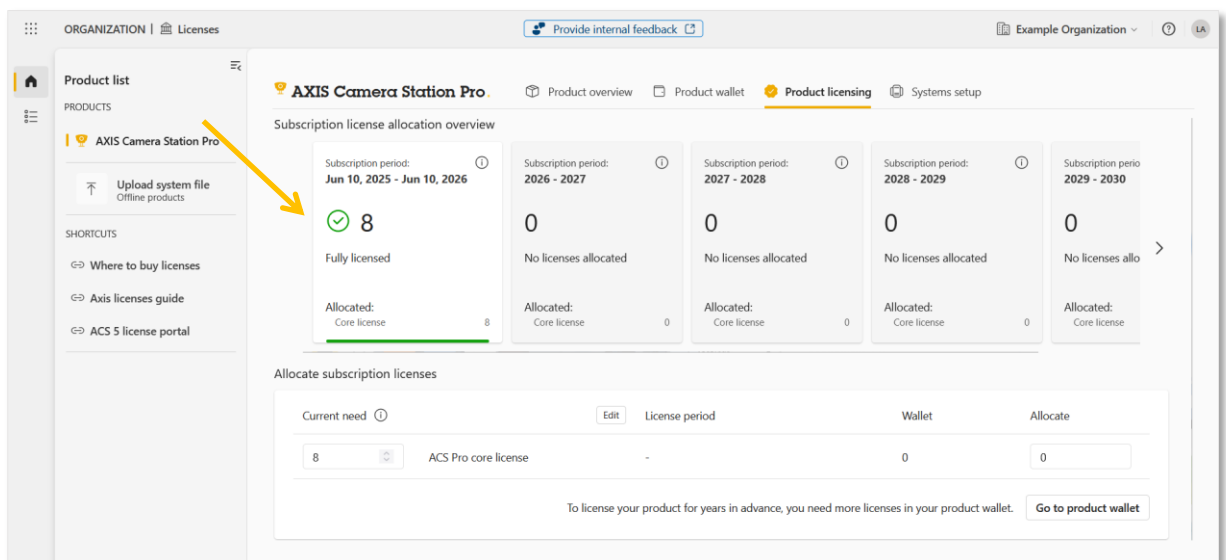 ORGANIZATION | Licenses
Provide internal feedback
Example Organization
LA
Product list
PRODUCTS
AXIS Camera Station Pro
Upload system file
Offline products
SHORTCUTS
Where to buy licenses
Axis licenses guide
ACS 5 license portal
AXIS Camera Station Pro.
Product overview
Product wallet
Product licensing
Systems setup
Subscription license allocation overview
Subscription period:
Jun 10, 2025 - Jun 10, 2026
8
Fully licensed
Allocated:
Core license 8
Subscription period:
2026 - 2027
0
No licenses allocated
Allocated:
Core license 0
Subscription period:
2027 - 2028
0
No licenses allocated
Allocated:
Core license 0
Subscription period:
2028 - 2029
0
No licenses allocated
Allocated:
Core license 0
Subscription perio
2029 - 2030
0
No licenses allo
Allocated:
Core license
Allocate subscription licenses
Current need Edit License period Wallet Allocate
8 ACS Pro core license - 0 0
To license your product for years in advance, you need more licenses in your product wallet. Go to product wallet